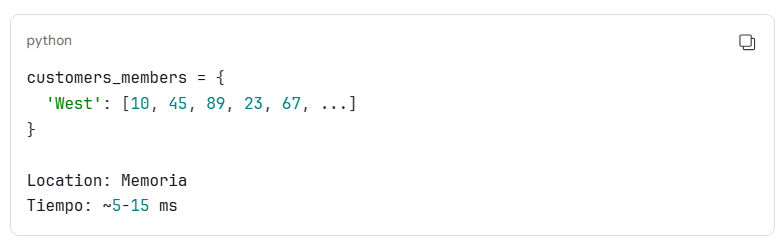 python
customers_members = {
  'West': [10, 45, 89, 23, 67, ...]
}
Location: Memoria
Tiempo: ~5-15 ms